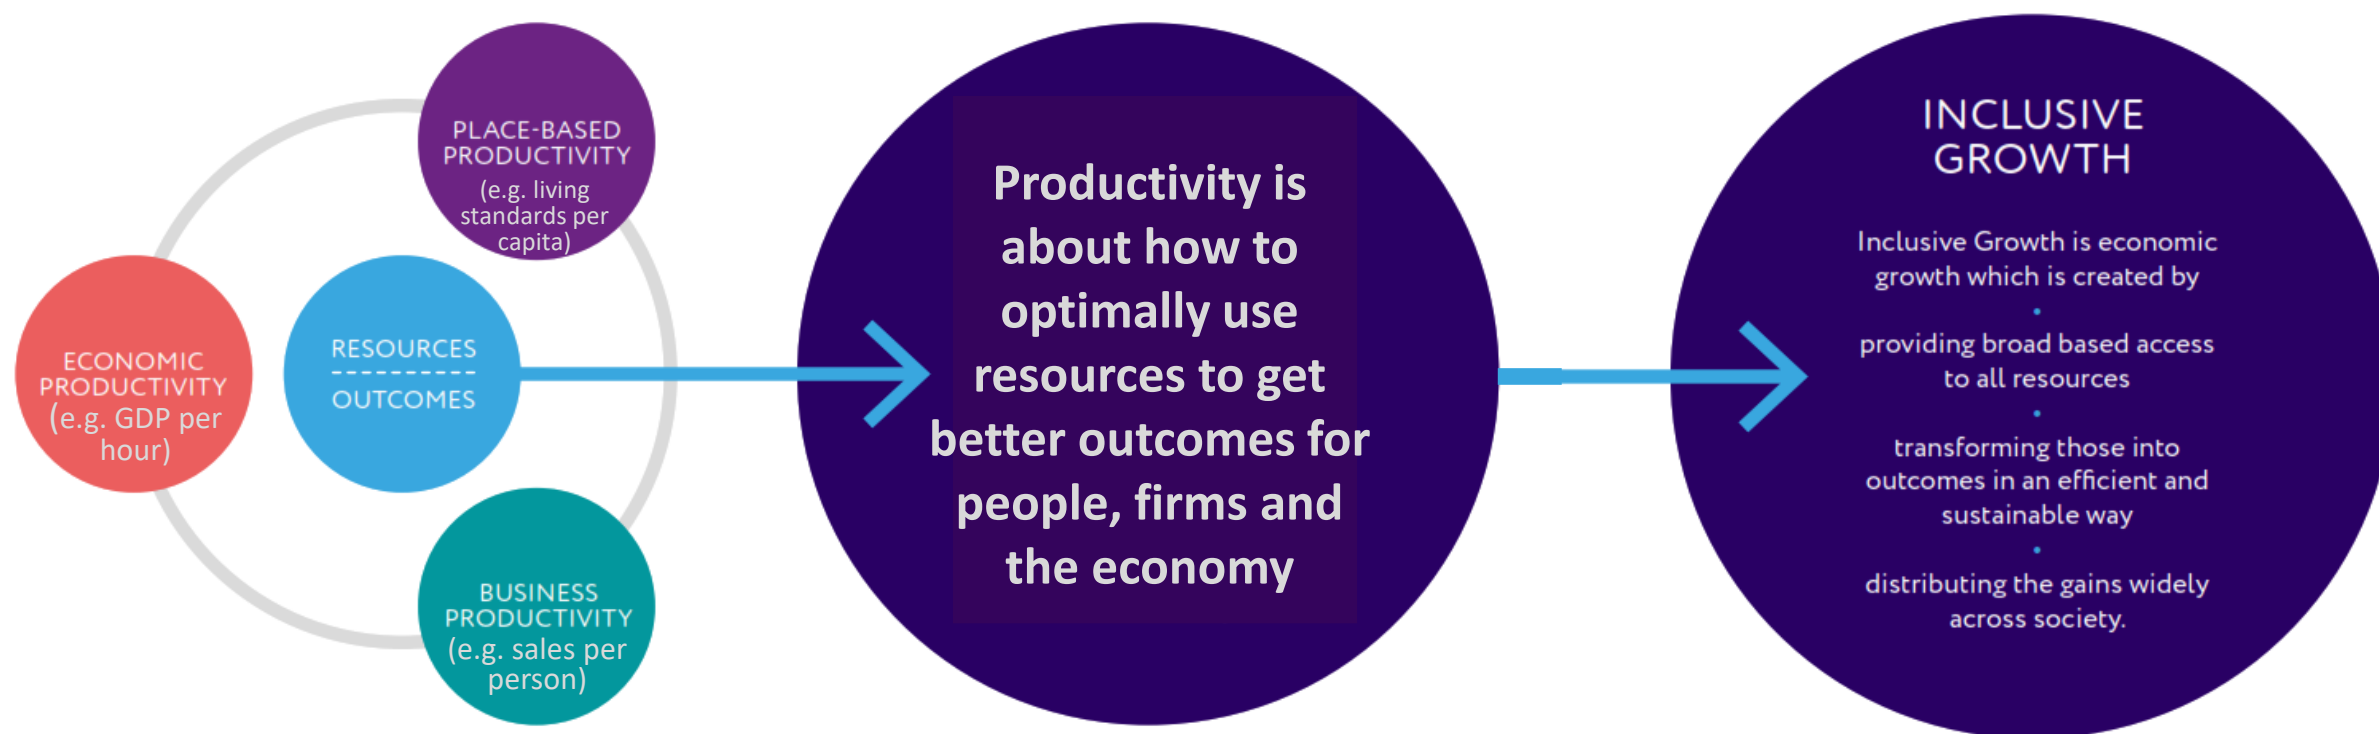 PLACE-BASED
PRODUCTIVITY
(e.g. living
standards per
capita)
ECONOMIC
PRODUCTIVITY
(e.g. GDP per
hour)
RESOURCES
OUTCOMES
BUSINESS
PRODUCTIVITY
(e.g. sales per
person)
Productivity is
about how to
optimally use
resources to get
better outcomes for
people, firms and
the economy
INCLUSIVE
GROWTH
Inclusive Growth is economic
growth which is created by
•
providing broad based access
to all resources
•
transforming those into
outcomes in an efficient and
sustainable way
•
distributing the gains widely
across society.